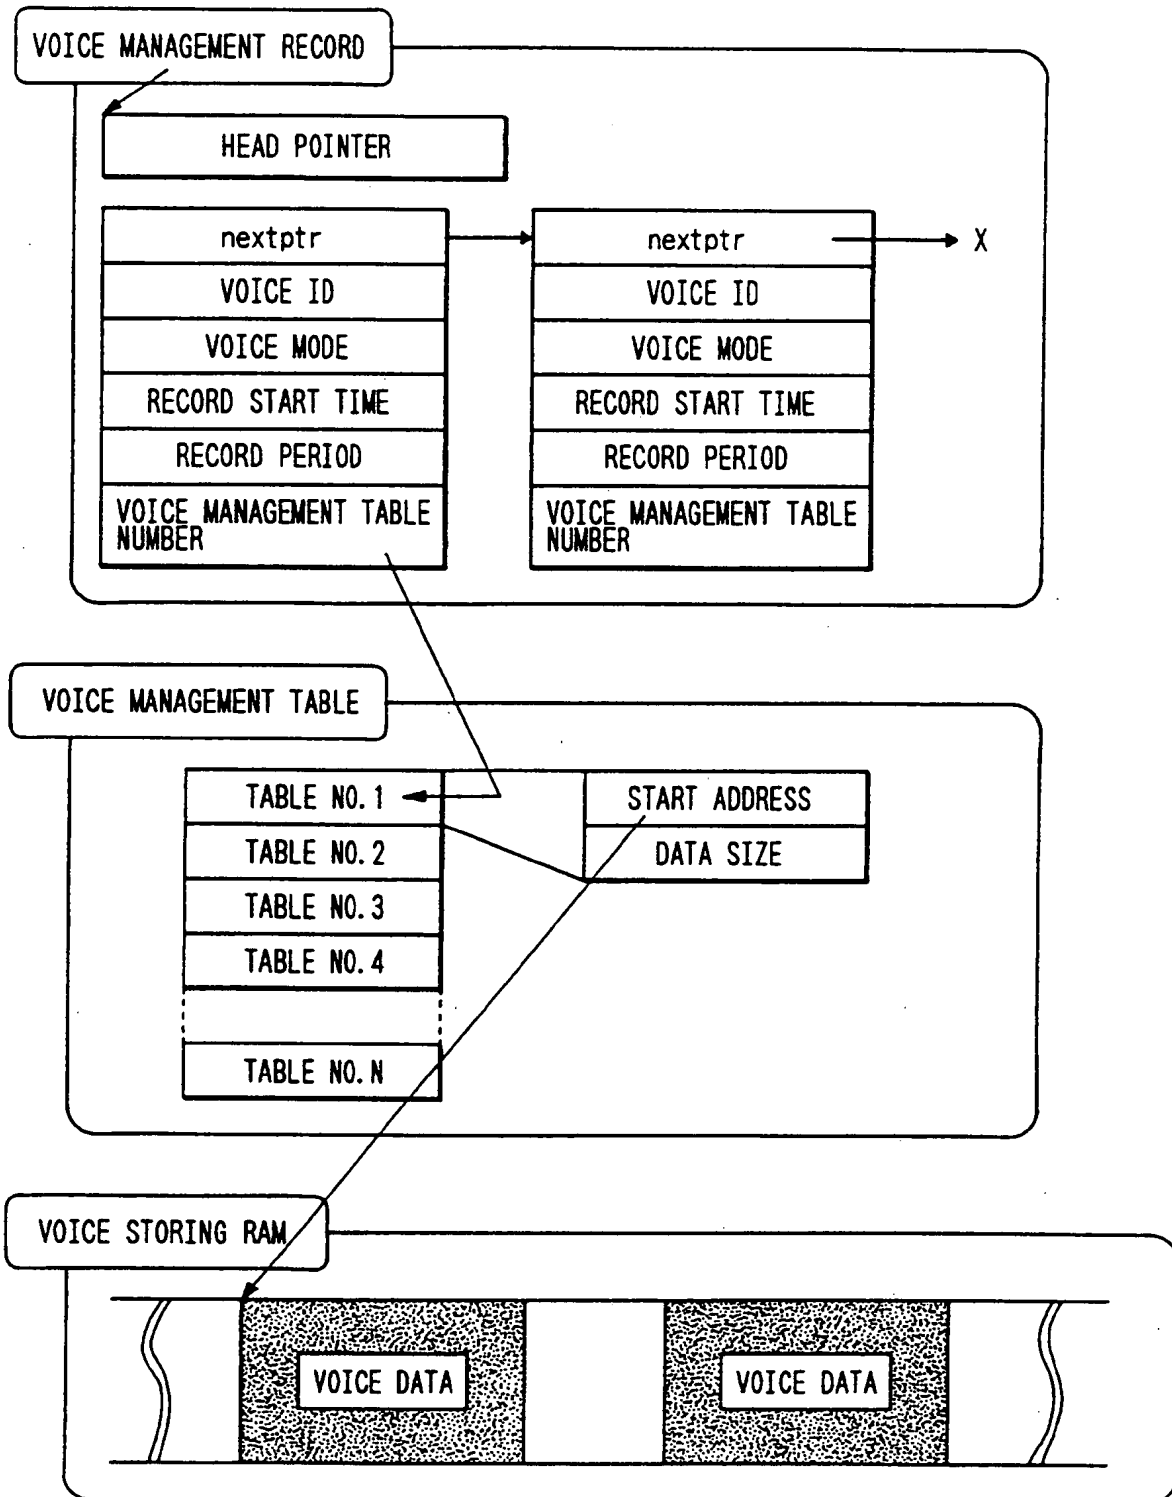 VOICE MANAGEMENT RECORD
HEAD POINTER
nextptr
nextptr
X
VOICE ID
VOICE ID
VOICE MODE
VOICE MODE
RECORD START TIME
RECORD START TIME
RECORD PERIOD
RECORD PERIOD
VOICE MANAGEMENT TABLE
NUMBER
VOICE MANAGEMENT TABLE
NUMBER
VOICE MANAGEMENT TABLE
TABLE NO. 1
START ADDRESS
TABLE NO. 2
DATA SIZE
TABLE NO. 3
TABLE NO. 4
TABLE NO. N
VOICE STORING RAM
VOICE DATA
VOICE DATA